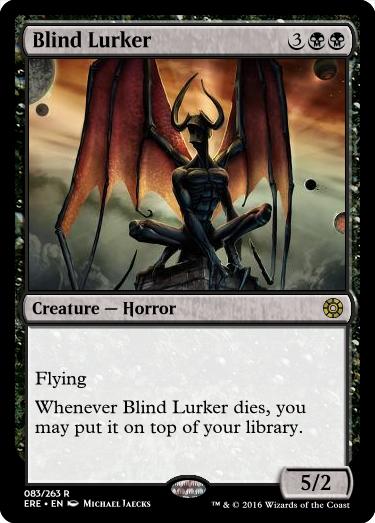 Blind Lurker 3
Creature — Horror
Flying
Whenever Blind Lurker dies, you
may put it on top of your library.
5/2
083/263 R
ERE • EN Michael Jaecks
™ & © 2016 Wizards of the Coast